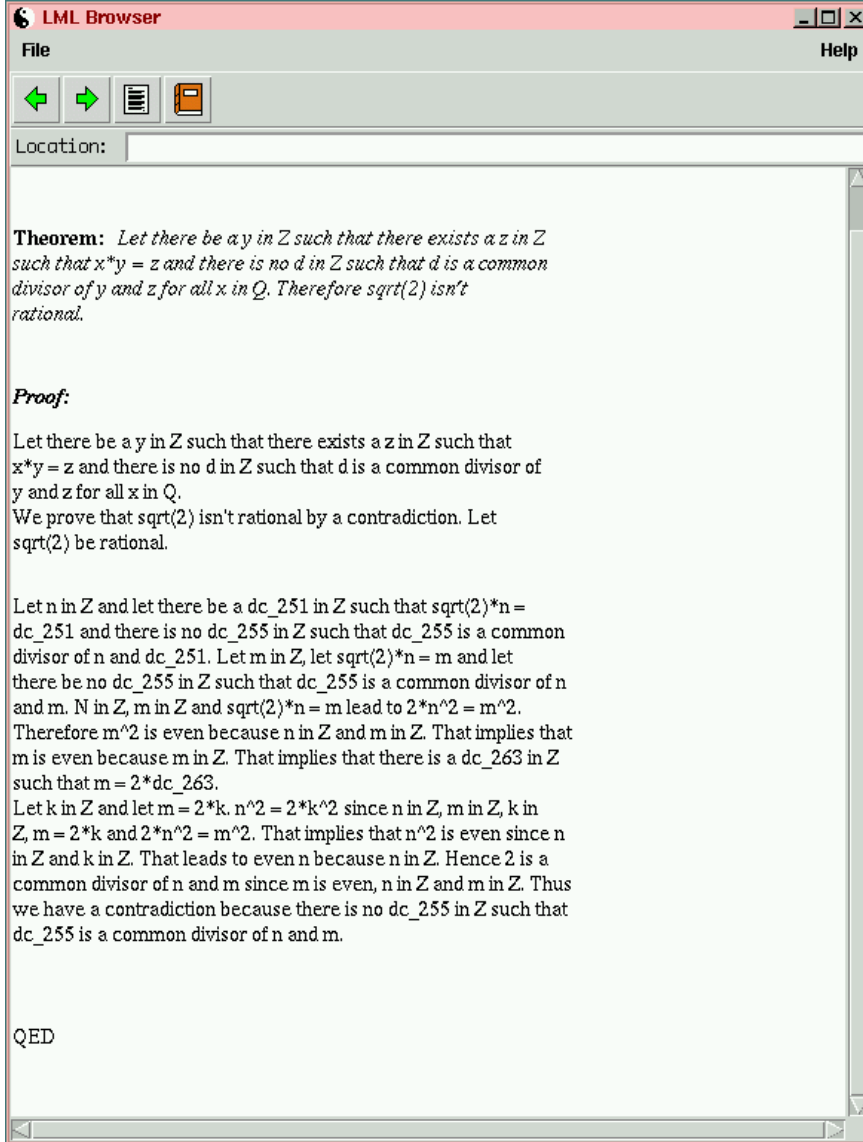 LML Browser
File Help
Location:
Theorem: Let there be a y in Z such that there exists a z in Z
such that x*y = z and there is no d in Z such that d is a common
divisor of y and z for all x in Q. Therefore sqrt(2) isn't
rational.
Proof:
Let there be a y in Z such that there exists a z in Z such that
x*y = z and there is no d in Z such that d is a common divisor of
y and z for all x in Q.
We prove that sqrt(2) isn't rational by a contradiction. Let
sqrt(2) be rational.
Let n in Z and let there be a dc_251 in Z such that sqrt(2)*n =
dc_251 and there is no dc_255 in Z such that dc_255 is a common
divisor of n and dc_251. Let m in Z, let sqrt(2)*n = m and let
there be no dc_255 in Z such that dc_255 is a common divisor of n
and m. N in Z, m in Z and sqrt(2)*n = m lead to 2*n^2 = m^2.
Therefore m^2 is even because n in Z and m in Z. That implies that
m is even because m in Z. That implies that there is a dc_263 in Z
such that m = 2*dc_263.
Let k in Z and let m = 2*k. n^2 = 2*k^2 since n in Z, m in Z, k in
Z, m = 2*k and 2*n^2 = m^2. That implies that n^2 is even since n
in Z and k in Z. That leads to even n because n in Z. Hence 2 is a
common divisor of n and m since m is even, n in Z and m in Z. Thus
we have a contradiction because there is no dc_255 in Z such that
dc_255 is a common divisor of n and m.
QED